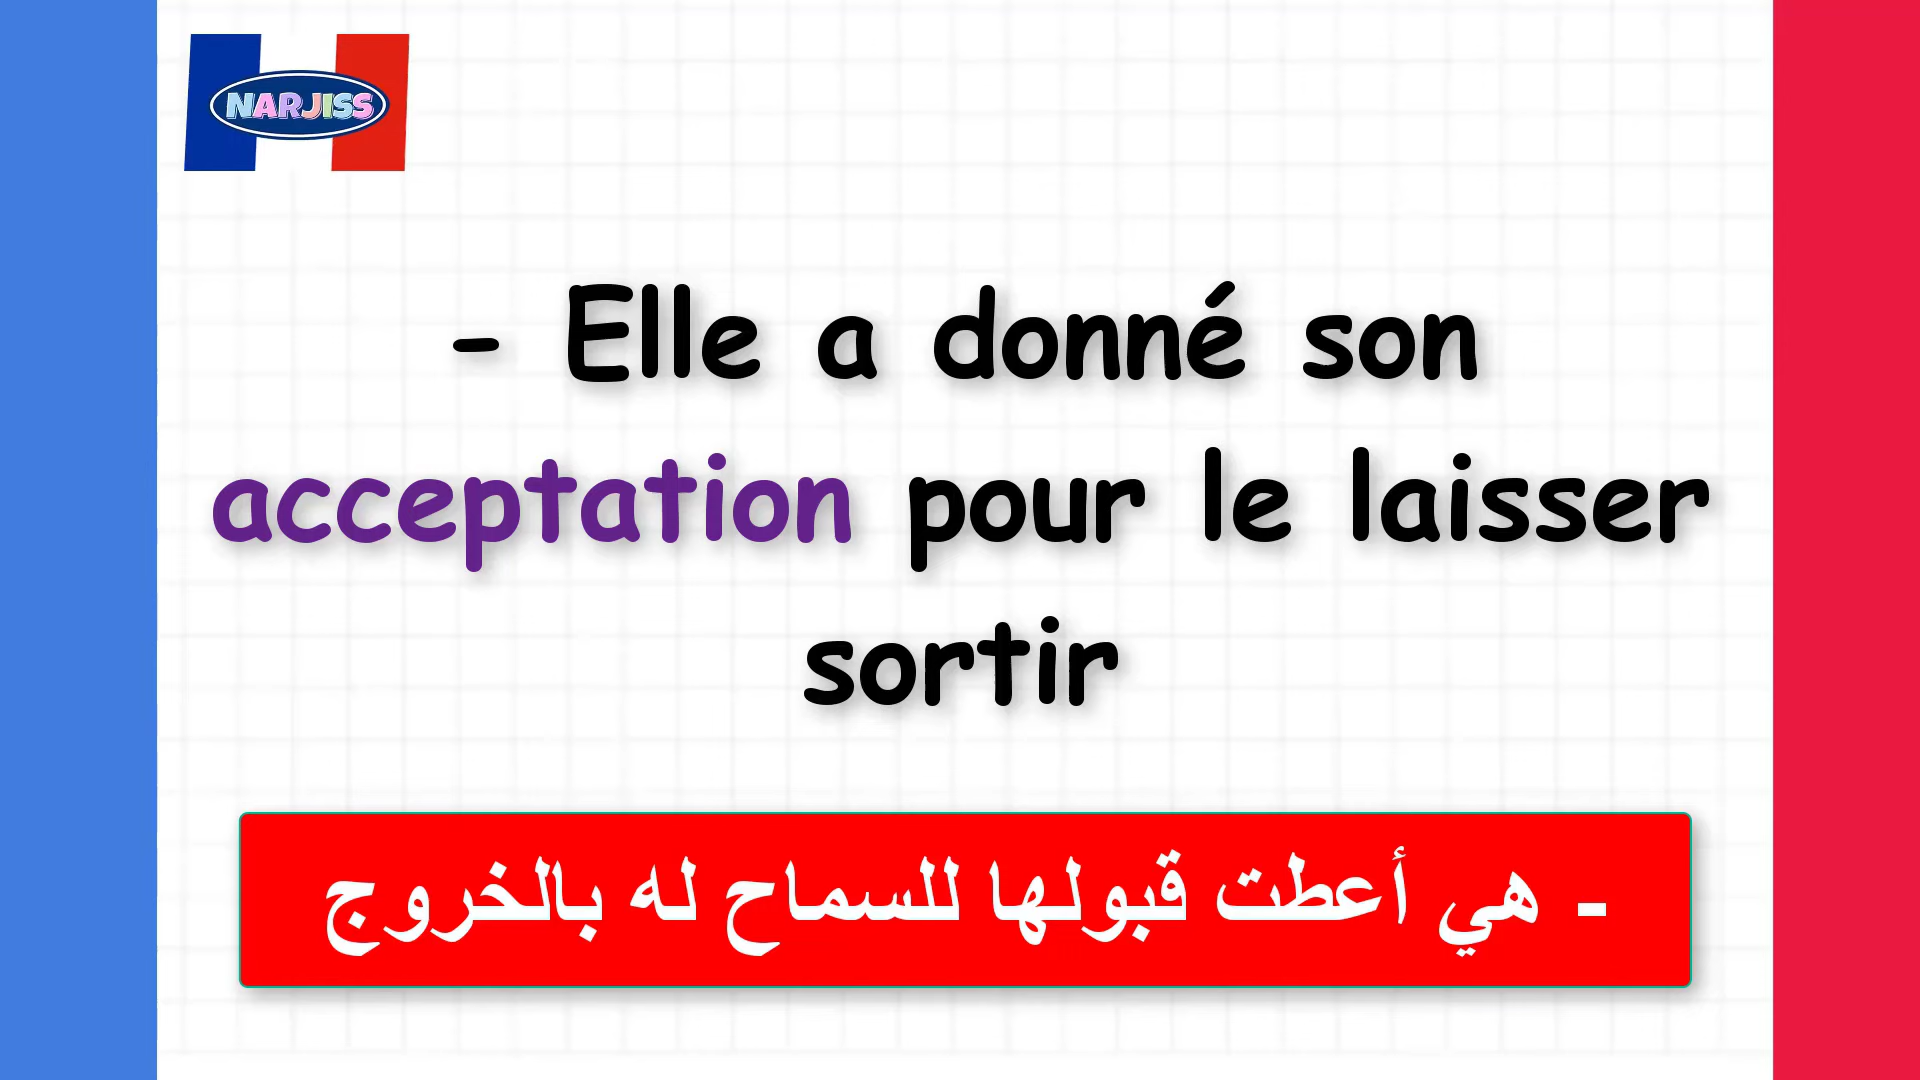 NARJISS
- Elle a donné son
acceptation pour le laisser
sortir
- هي أعطت قبولها للسماح له بالخروج